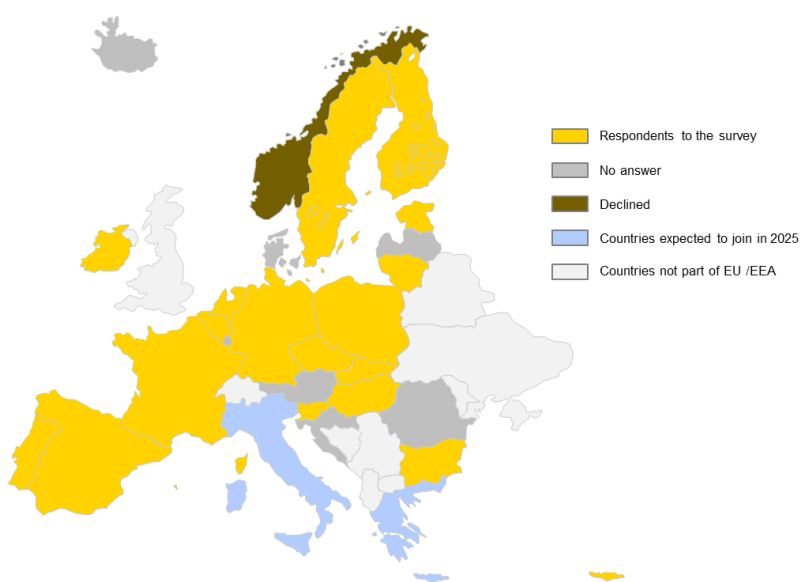 Respondents to the survey
No answer
Declined
Countries expected to join in 2025
Countries not part of EU /EEA